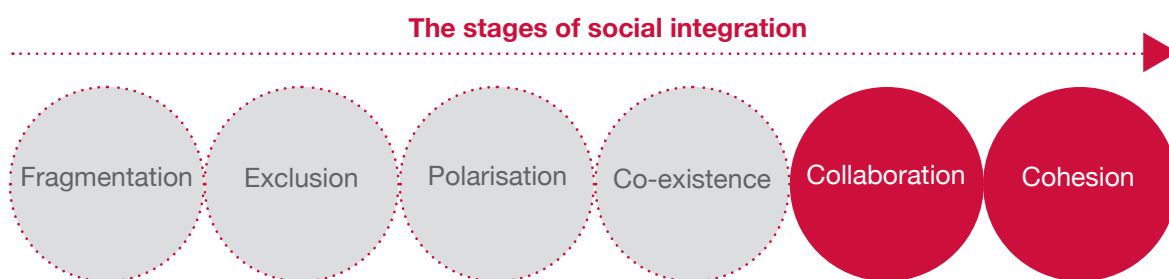 The stages of social integration
Fragmentation
Exclusion
Polarisation
Co-existence
Collaboration
Cohesion